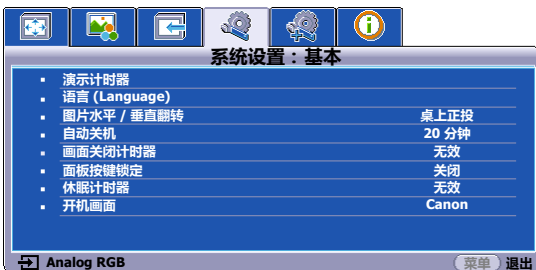 系统设置：基本
演示计时器
语言 (Language)
图片水平 / 垂直翻转 桌上正投
自动关机 20 分钟
画面关闭计时器 无效
面板按键锁定 关闭
休眠计时器 无效
开机画面 Canon
Analog RGB 菜单 退出